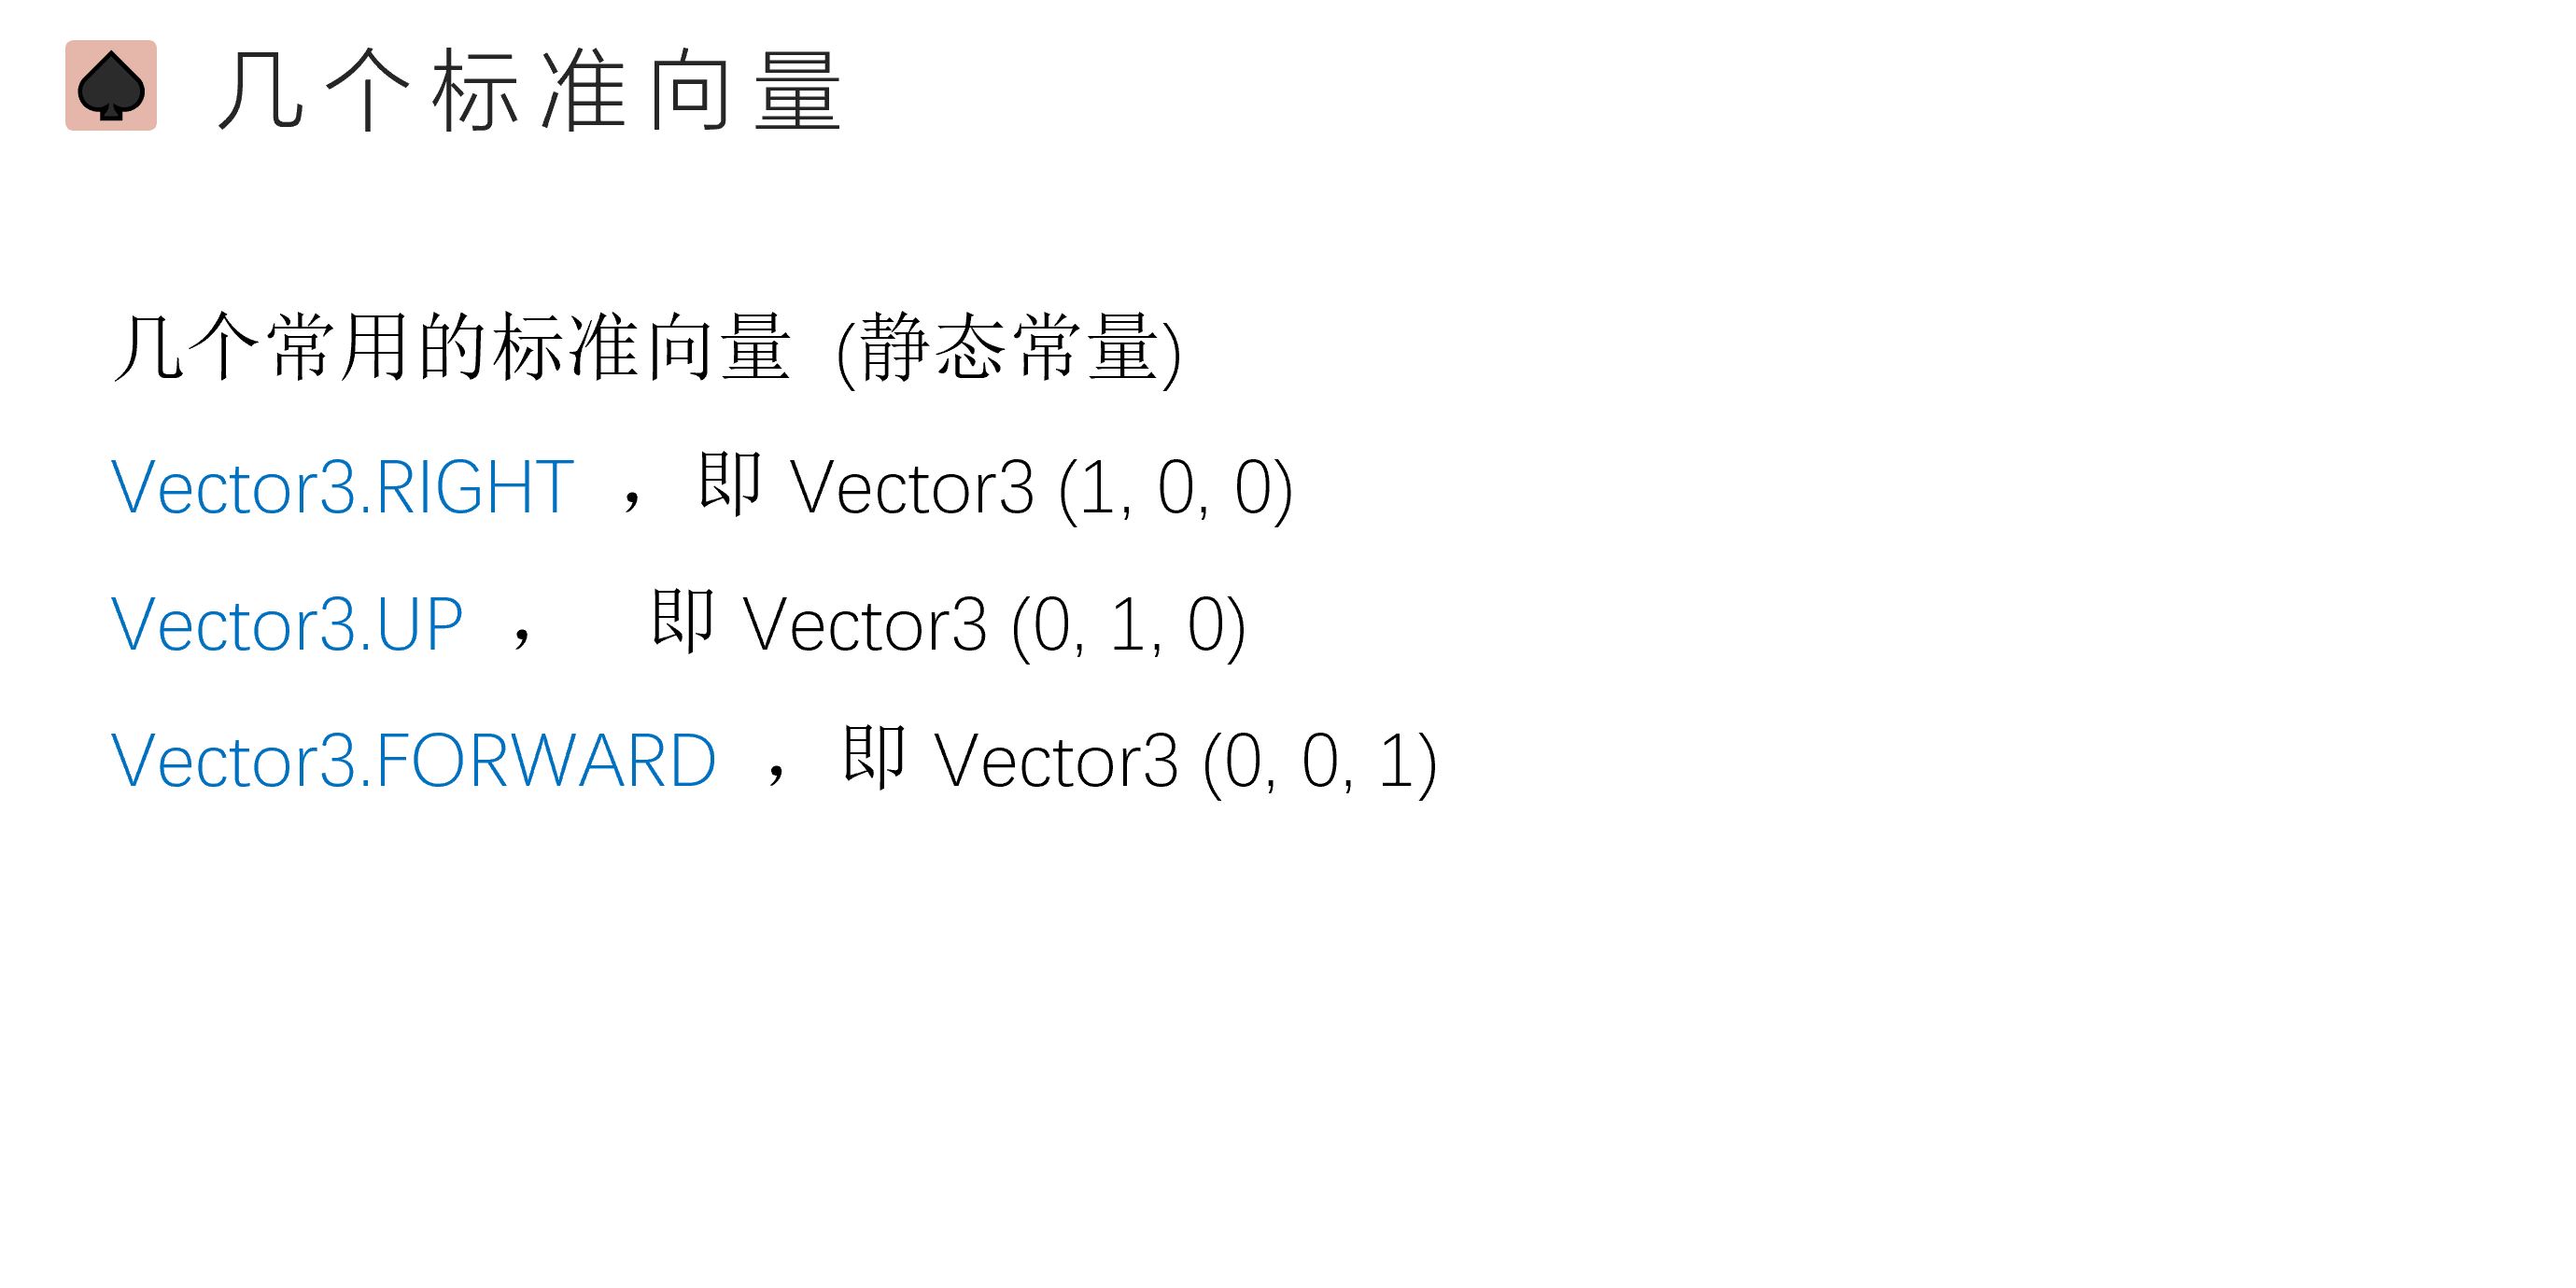 几个标准向量
几个常用的标准向量 (静态常量)
Vector3.RIGHT ，即 Vector3 (1, 0, 0)
Vector3.UP ， 即 Vector3 (0, 1, 0)
Vector3.FORWARD ，即 Vector3 (0, 0, 1)